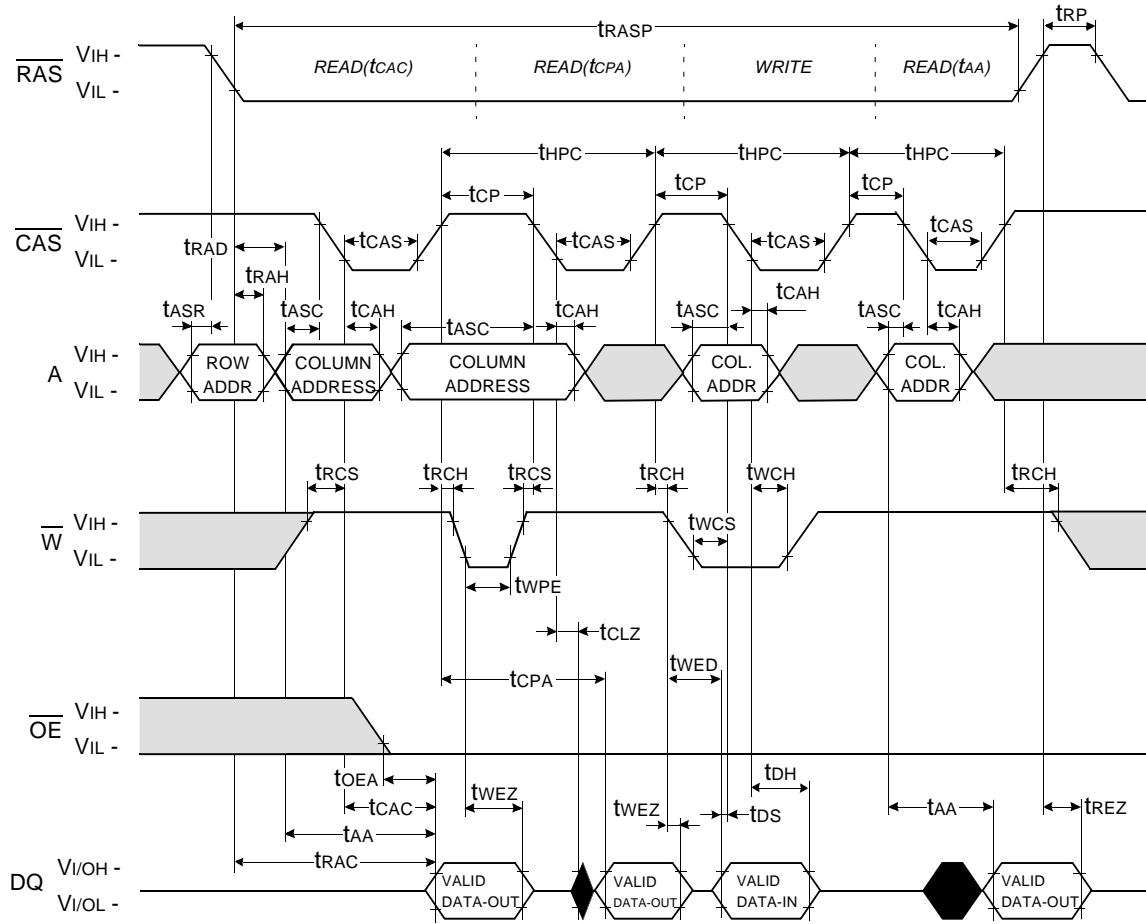 tRASP
tRP
RAS
VIH -
VIL -
READ(tCAC)
READ(tCPA)
WRITE
READ(tAA)
tHPC
tHPC
tHPC
tCP
tCP
tCP
CAS
VIH -
VIL -
tRAD
tCAS
tCAS
tCAS
tCAS
tRAH
tASR
tASC
tCAH
tASC
tCAH
tASC
tCAH
tASC
tCAH
A
VIH -
VIL -
ROW
ADDR
COLUMN
ADDRESS
COLUMN
ADDRESS
COL.
ADDR
COL.
ADDR
tRCS
tRCH
tRCS
tRCH
tWCH
tRCH
W
VIH -
VIL -
tWCS
tWPE
tCLZ
tWED
tCPA
OE
VIH -
VIL -
tOEA
tCAC
tAA
tRAC
tWEZ
tWEZ
tDS
tDH
tAA
tREZ
DQ
VI/OH -
VI/OL -
VALID
DATA-OUT
VALID
DATA-OUT
VALID
DATA-IN
VALID
DATA-OUT